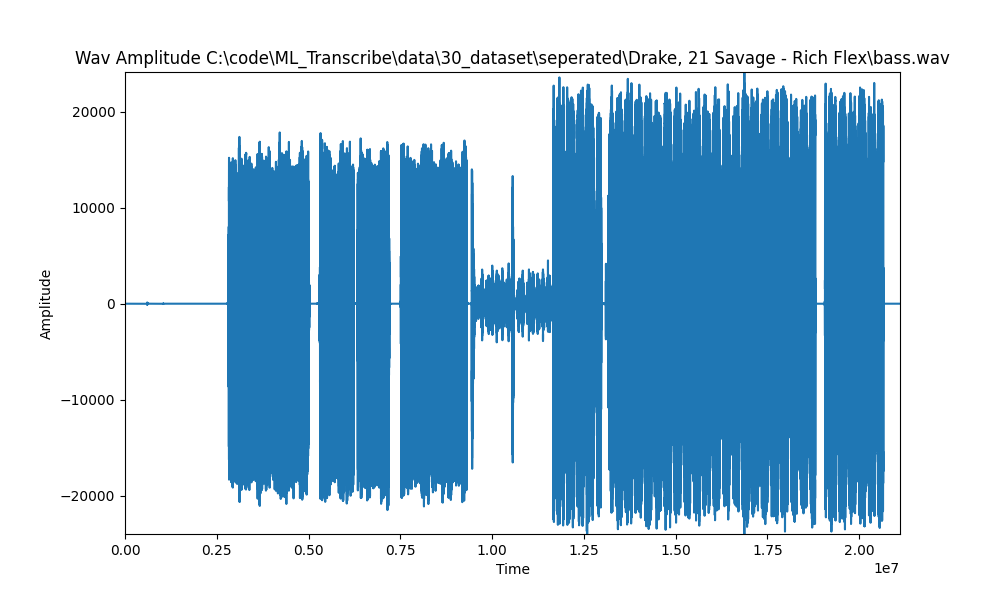 Wav Amplitude C:\code\ML_Transcribe\data\30_dataset\seperated\Drake, 21 Savage - Rich Flex\bass.wav
20000
10000
0
−10000
−20000
Amplitude
0.00 0.25 0.50 0.75 1.00 1.25 1.50 1.75 2.00
1e7
Time